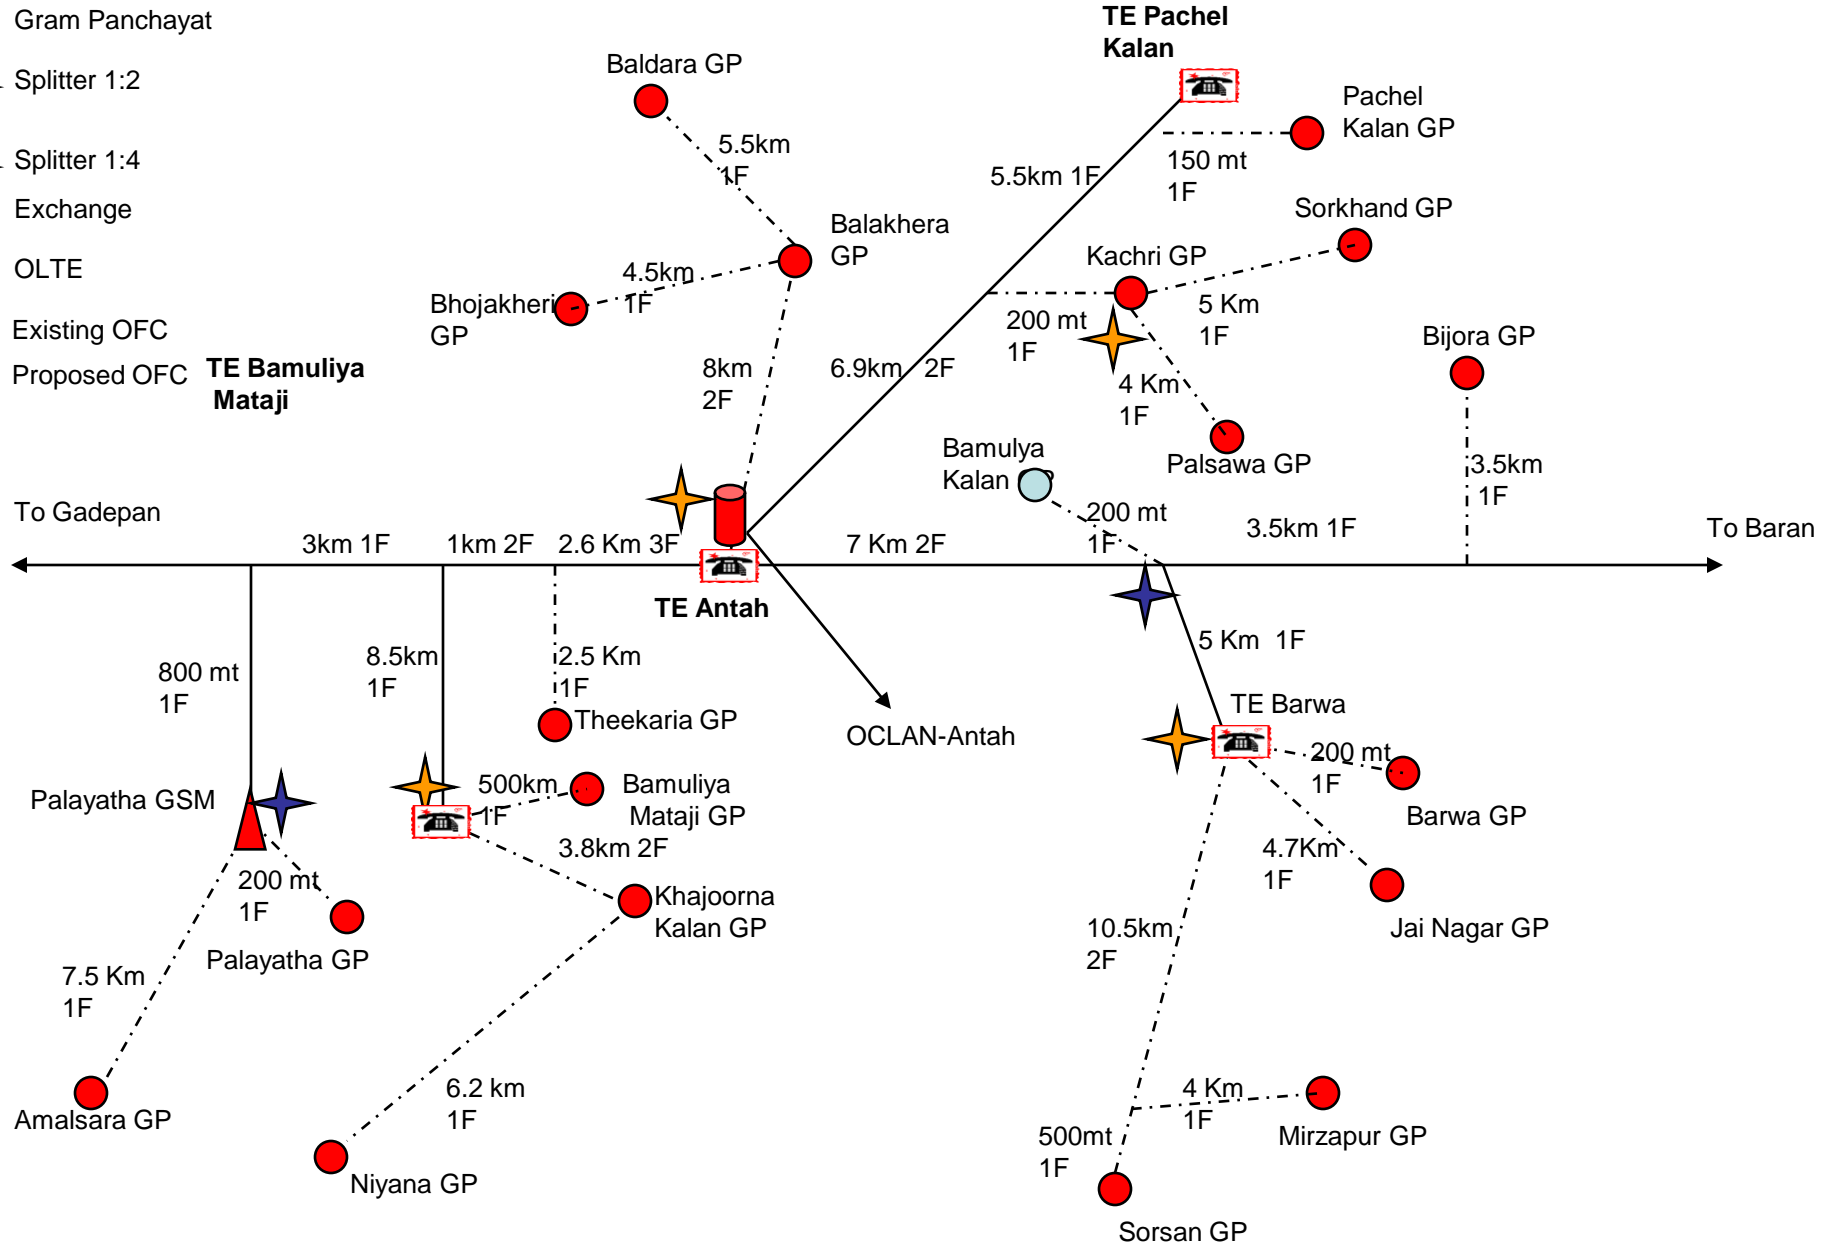 Gram Panchayat
Splitter 1:2
Splitter 1:4
Exchange
OLTE
Existing OFC
Proposed OFC
TE Bamuliya
Mataji
Baldara GP
5.5km
1F
Balakhera
GP
4.5km
1F
Bhojakheri
GP
8km
2F
TE Pachel
Kalan
Pachel
Kalan GP
150 mt
1F
5.5km 1F
Sorkhand GP
Kachri GP
5 Km
1F
200 mt
1F
4 Km
1F
Palsawa GP
6.9km 2F
Bijora GP
3.5km
1F
Bamulya
Kalan
200 mt
1F
To Gadepan
3km 1F
1km 2F
2.6 Km 3F
7 Km 2F
3.5km 1F
To Baran
TE Antah
OCLAN-Antah
800 mt
1F
8.5km
1F
2.5 Km
1F
Theekaria GP
Palayatha GSM
500km
1F
Bamuliya
Mataji GP
3.8km 2F
200 mt
1F
Palayatha GP
Khajoorna
Kalan GP
7.5 Km
1F
Amalsara GP
6.2 km
1F
Niyana GP
5 Km 1F
TE Barwa
200 mt
1F
Barwa GP
4.7Km
1F
Jai Nagar GP
10.5km
2F
4 Km
1F
Mirzapur GP
500mt
1F
Sorsan GP